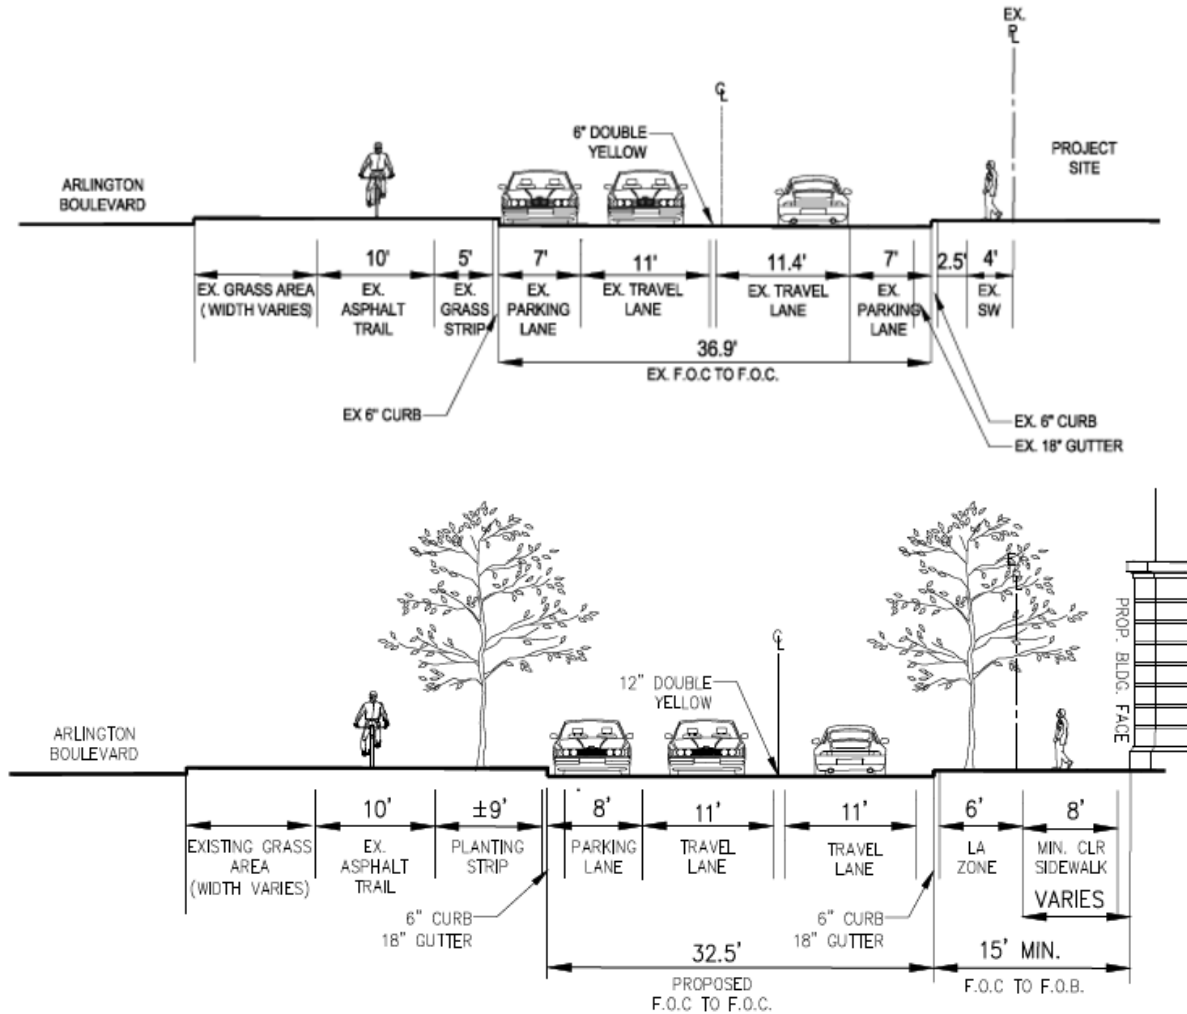 EX.
PL
CL
6" DOUBLE
YELLOW
PROJECT
SITE
ARLINGTON
BOULEVARD
10' 5' 7' 11' 11.4' 7' 2.5' 4'
EX. GRASS AREA
(WIDTH VARIES)
EX.
ASPHALT
TRAIL
EX.
GRASS
STRIP
EX.
PARKING
LANE
EX. TRAVEL
LANE
EX. TRAVEL
LANE
EX.
PARKING
LANE
EX.
SW
36.9'
EX. F.O.C TO F.O.C.
EX 6" CURB
EX. 6" CURB
EX. 18" GUTTER
E
PL
CL
PROP. BLDG. FACE
12" DOUBLE
YELLOW
ARLINGTON
BOULEVARD
10' ±9' 8' 11' 11' 6' 8'
EXISTING GRASS
AREA
(WIDTH VARIES)
EX.
ASPHALT
TRAIL
PLANTING
STRIP
PARKING
LANE
TRAVEL
LANE
TRAVEL
LANE
LA
ZONE
MIN. CLR
SIDEWALK
VARIES
6" CURB
18" GUTTER
6" CURB
18" GUTTER
32.5'
PROPOSED
F.O.C TO F.O.C.
15' MIN.
F.O.C TO F.O.B.